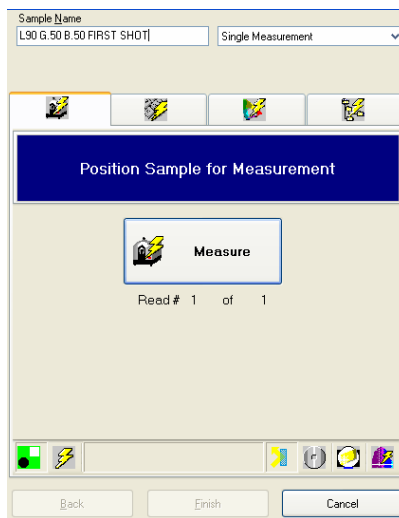 Sample Name
L90 G.50 B.50 FIRST SHOT
Single Measurement
Position Sample for Measurement
Measure
Read # 1 of 1
Back Finish Cancel